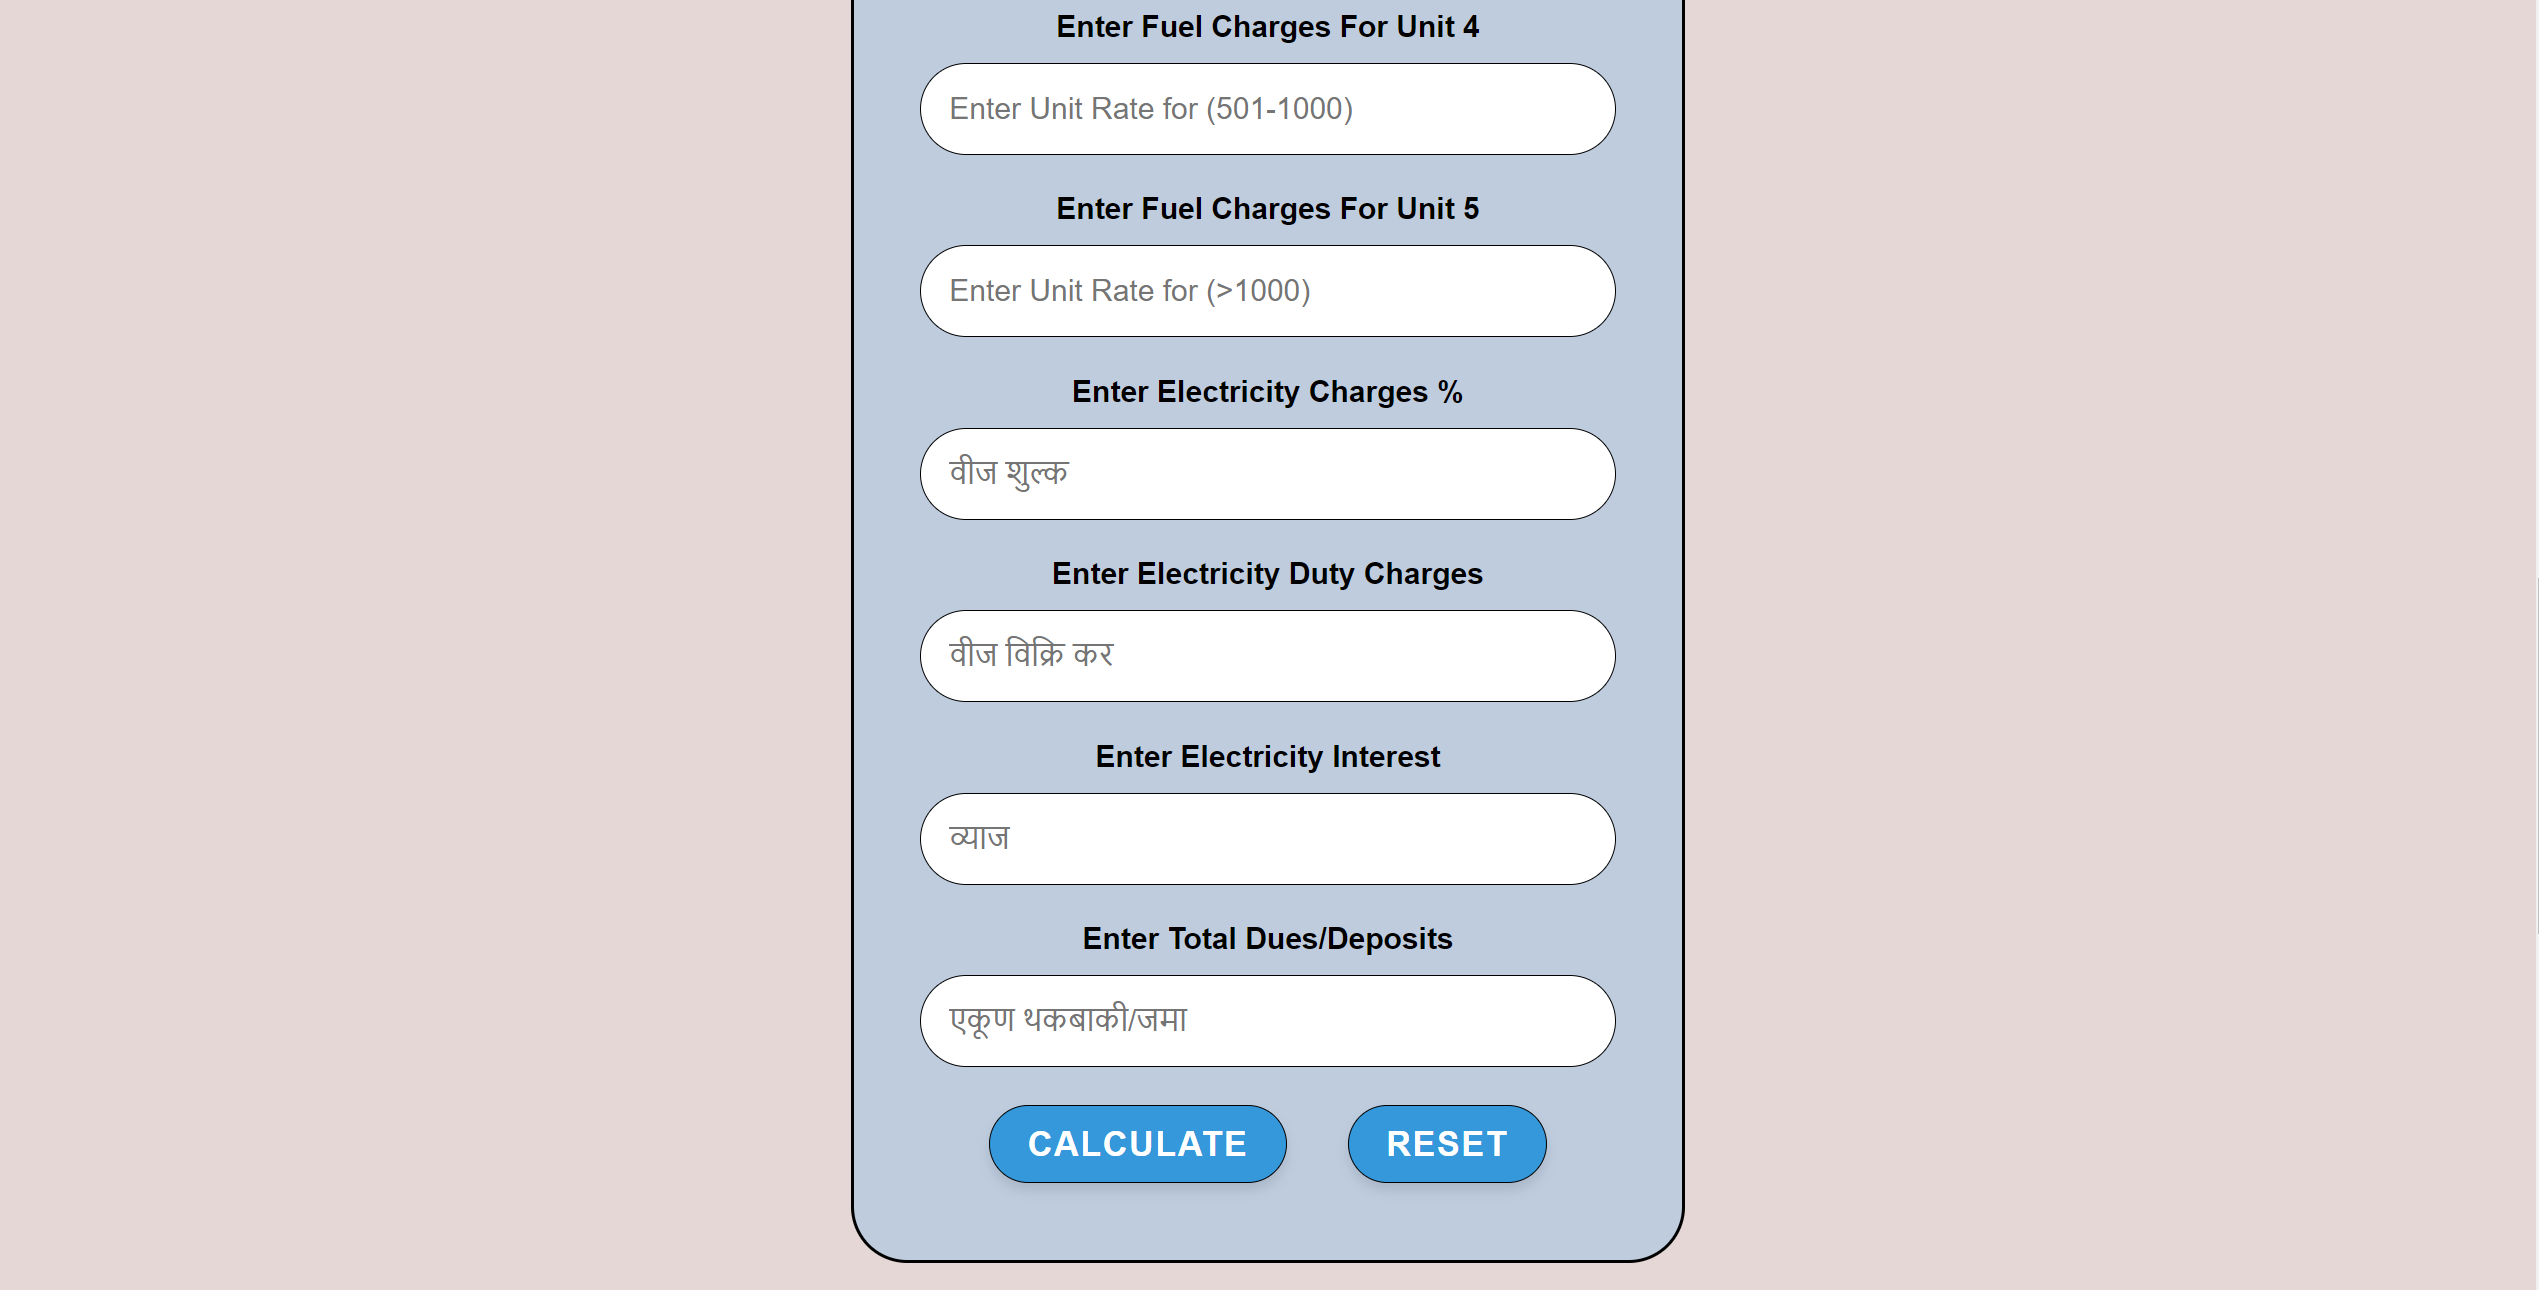 Enter Fuel Charges For Unit 4
Enter Unit Rate for (501-1000)
Enter Fuel Charges For Unit 5
Enter Unit Rate for (>1000)
Enter Electricity Charges %
वीज शुल्क
Enter Electricity Duty Charges
वीज विक्रि कर
Enter Electricity Interest
व्याज
Enter Total Dues/Deposits
एकूण थकबाकी/जमा
CALCULATE
RESET